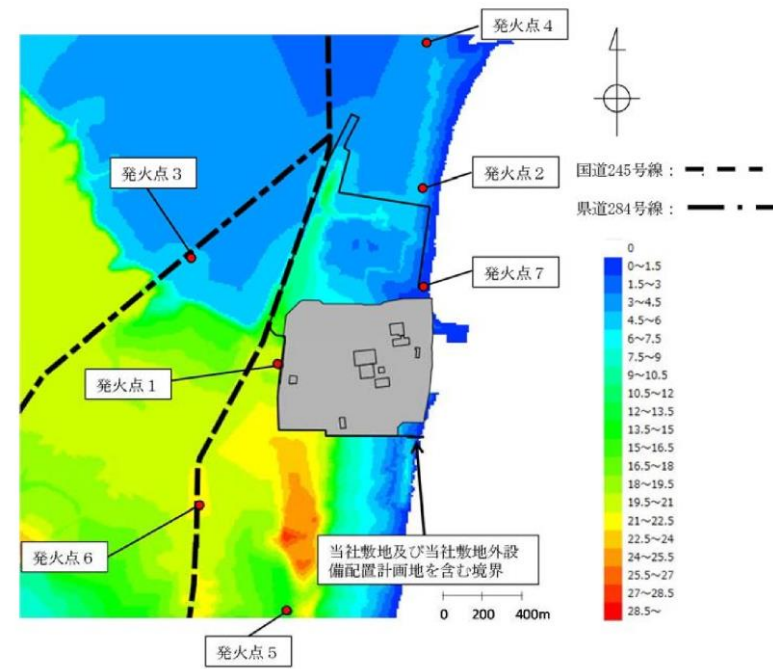 発火点4
発火点3
発火点2
国道245号線：
県道284号線：
発火点7
発火点1
発火点6
発火点5
当社敷地及び当社敷地外設
備配置計画地を含む境界
0 200 400m
0
0～1.5
1.5～3
3～4.5
4.5～6
6～7.5
7.5～9
9～10.5
10.5～12
12～13.5
13.5～15
15～16.5
16.5～18
18～19.5
19.5～21
21～22.5
22.5～24
24～25.5
25.5～27
27～28.5
28.5～